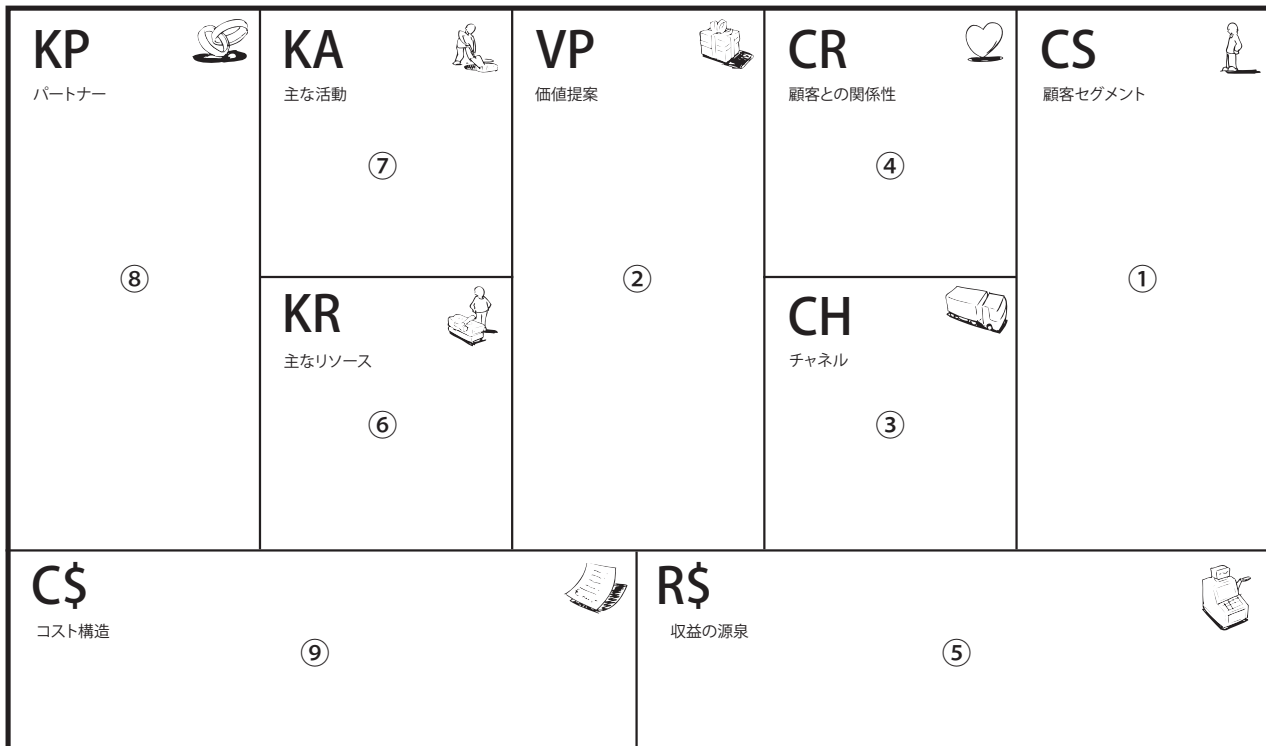 KP
パートナー
⑧
KA
主な活動
⑦
KR
主なリソース
⑥
VP
価値提案
②
CR
顧客との関係性
④
CH
チャネル
③
CS
顧客セグメント
①
C$
コスト構造
⑨
R$
収益の源泉
⑤